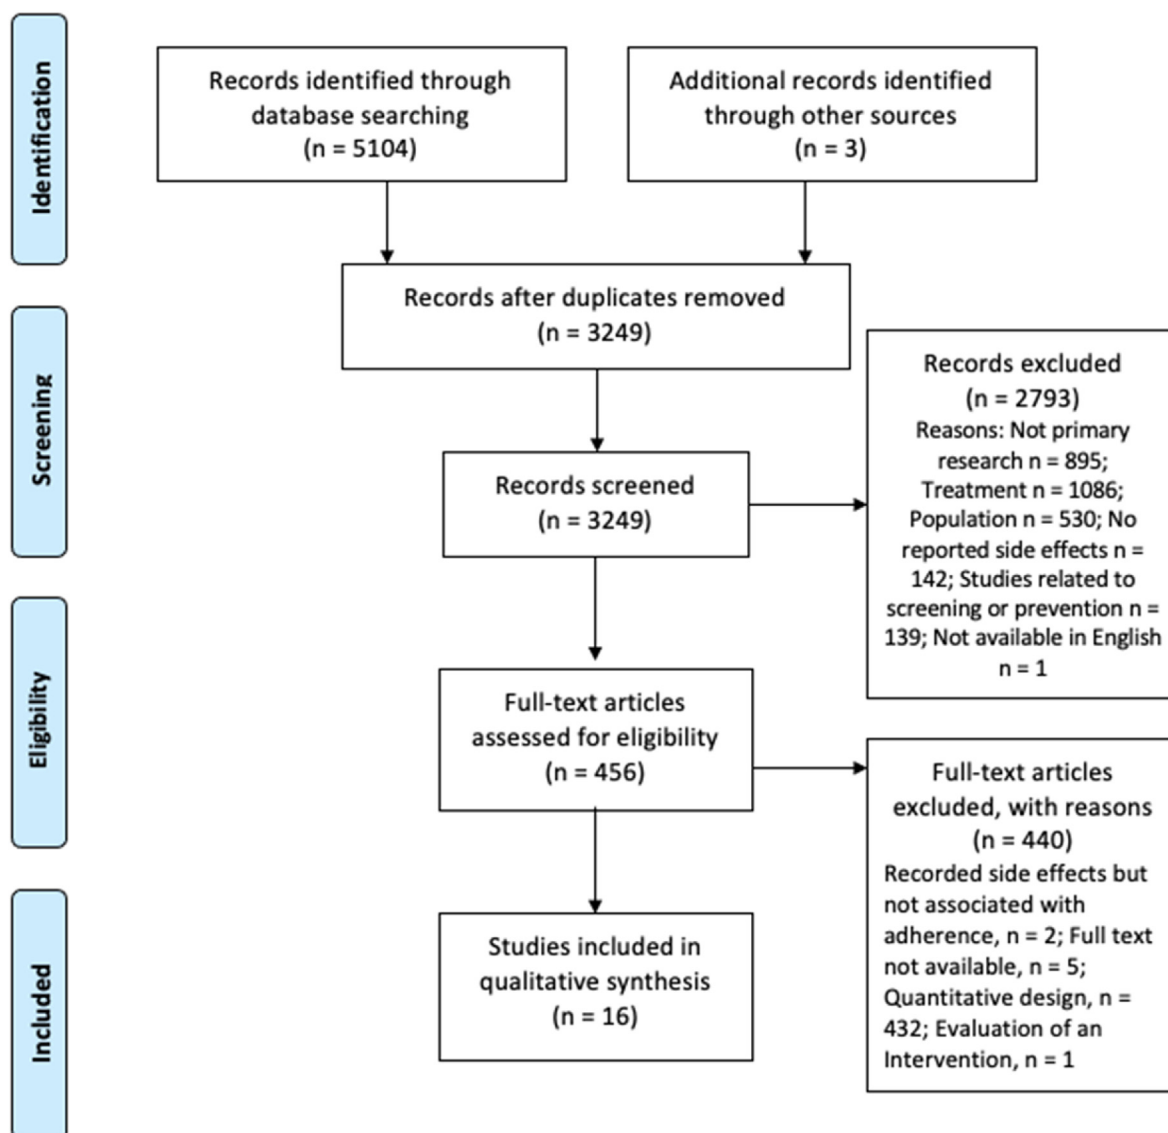 Identification
Records identified through
database searching
(n = 5104)
Additional records identified
through other sources
(n = 3)
Records after duplicates removed
(n = 3249)
Screening
Records screened
(n = 3249)
Records excluded
(n = 2793)
Reasons: Not primary
research n = 895;
Treatment n = 1086;
Population n = 530; No
reported side effects n =
142; Studies related to
screening or prevention n =
139; Not available in English
n = 1
Eligibility
Full-text articles
assessed for eligibility
(n = 456)
Full-text articles
excluded, with reasons
(n = 440)
Recorded side effects but
not associated with
adherence, n = 2; Full text
not available, n = 5;
Quantitative design, n =
432; Evaluation of an
Intervention, n = 1
Included
Studies included in
qualitative synthesis
(n = 16)